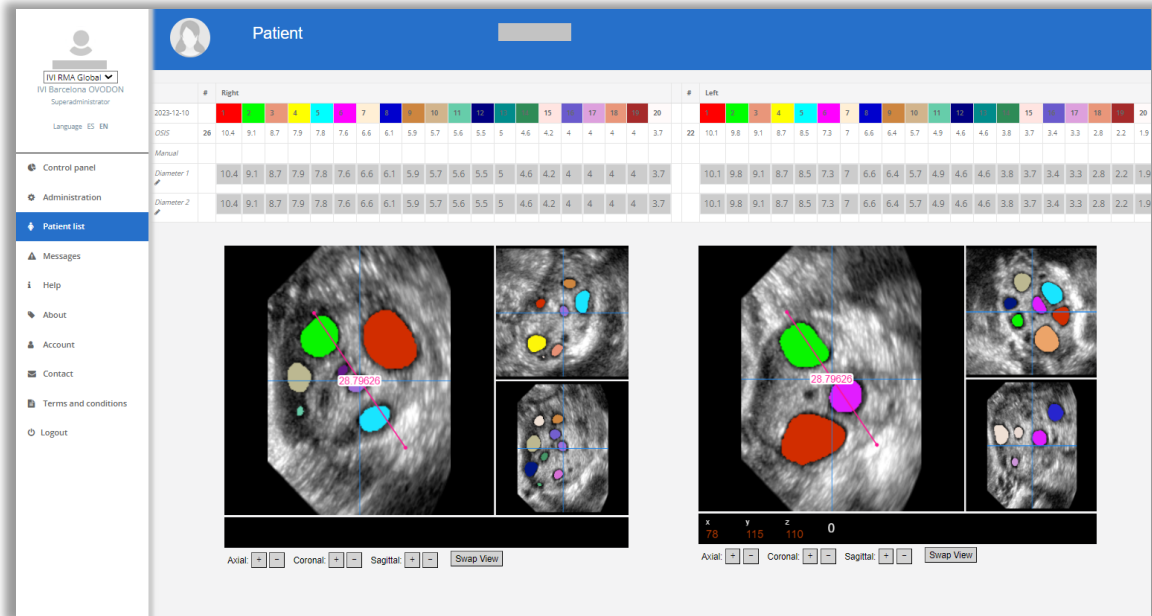 Patient
IVI RMA Global
IVI Barcelona OVODON
Superadministrator
Language ES EN
Control panel
Administration
Patient list
Messages
Help
About
Account
Contact
Terms and conditions
Logout
# Right # Left
2023-12-10 1 2 3 4 5 7 8 9 10 11 12 15 17 18 20 1 2 3 4 5 7 8 9 10 11 12 15 17 18 20
OSIS 26 10.4 9.1 8.7 7.9 7.8 7.6 6.6 6.1 5.9 5.7 5.6 5.5 5 4.6 4.2 4 4 4 4 3.7 22 10.1 9.8 9.1 8.7 8.5 7.3 7 6.6 6.4 5.7 4.9 4.6 4.6 3.8 3.7 3.4 3.3 2.8 2.2 1.9
Manual
Diameter 1 10.4 9.1 8.7 7.9 7.8 7.6 6.6 6.1 5.9 5.7 5.6 5.5 5 4.6 4.2 4 4 4 4 3.7 10.1 9.8 9.1 8.7 8.5 7.3 7 6.6 6.4 5.7 4.9 4.6 4.6 3.8 3.7 3.4 3.3 2.8 2.2 1.9
Diameter 2 10.4 9.1 8.7 7.9 7.8 7.6 6.6 6.1 5.9 5.7 5.6 5.5 5 4.6 4.2 4 4 4 4 3.7 10.1 9.8 9.1 8.7 8.5 7.3 7 6.6 6.4 5.7 4.9 4.6 4.6 3.8 3.7 3.4 3.3 2.8 2.2 1.9
28.79626
28.79626
x y z 0
78 115 110
Axial: + − Coronal: + − Sagittal: + − Swap View
Axial: + − Coronal: + − Sagittal: + − Swap View